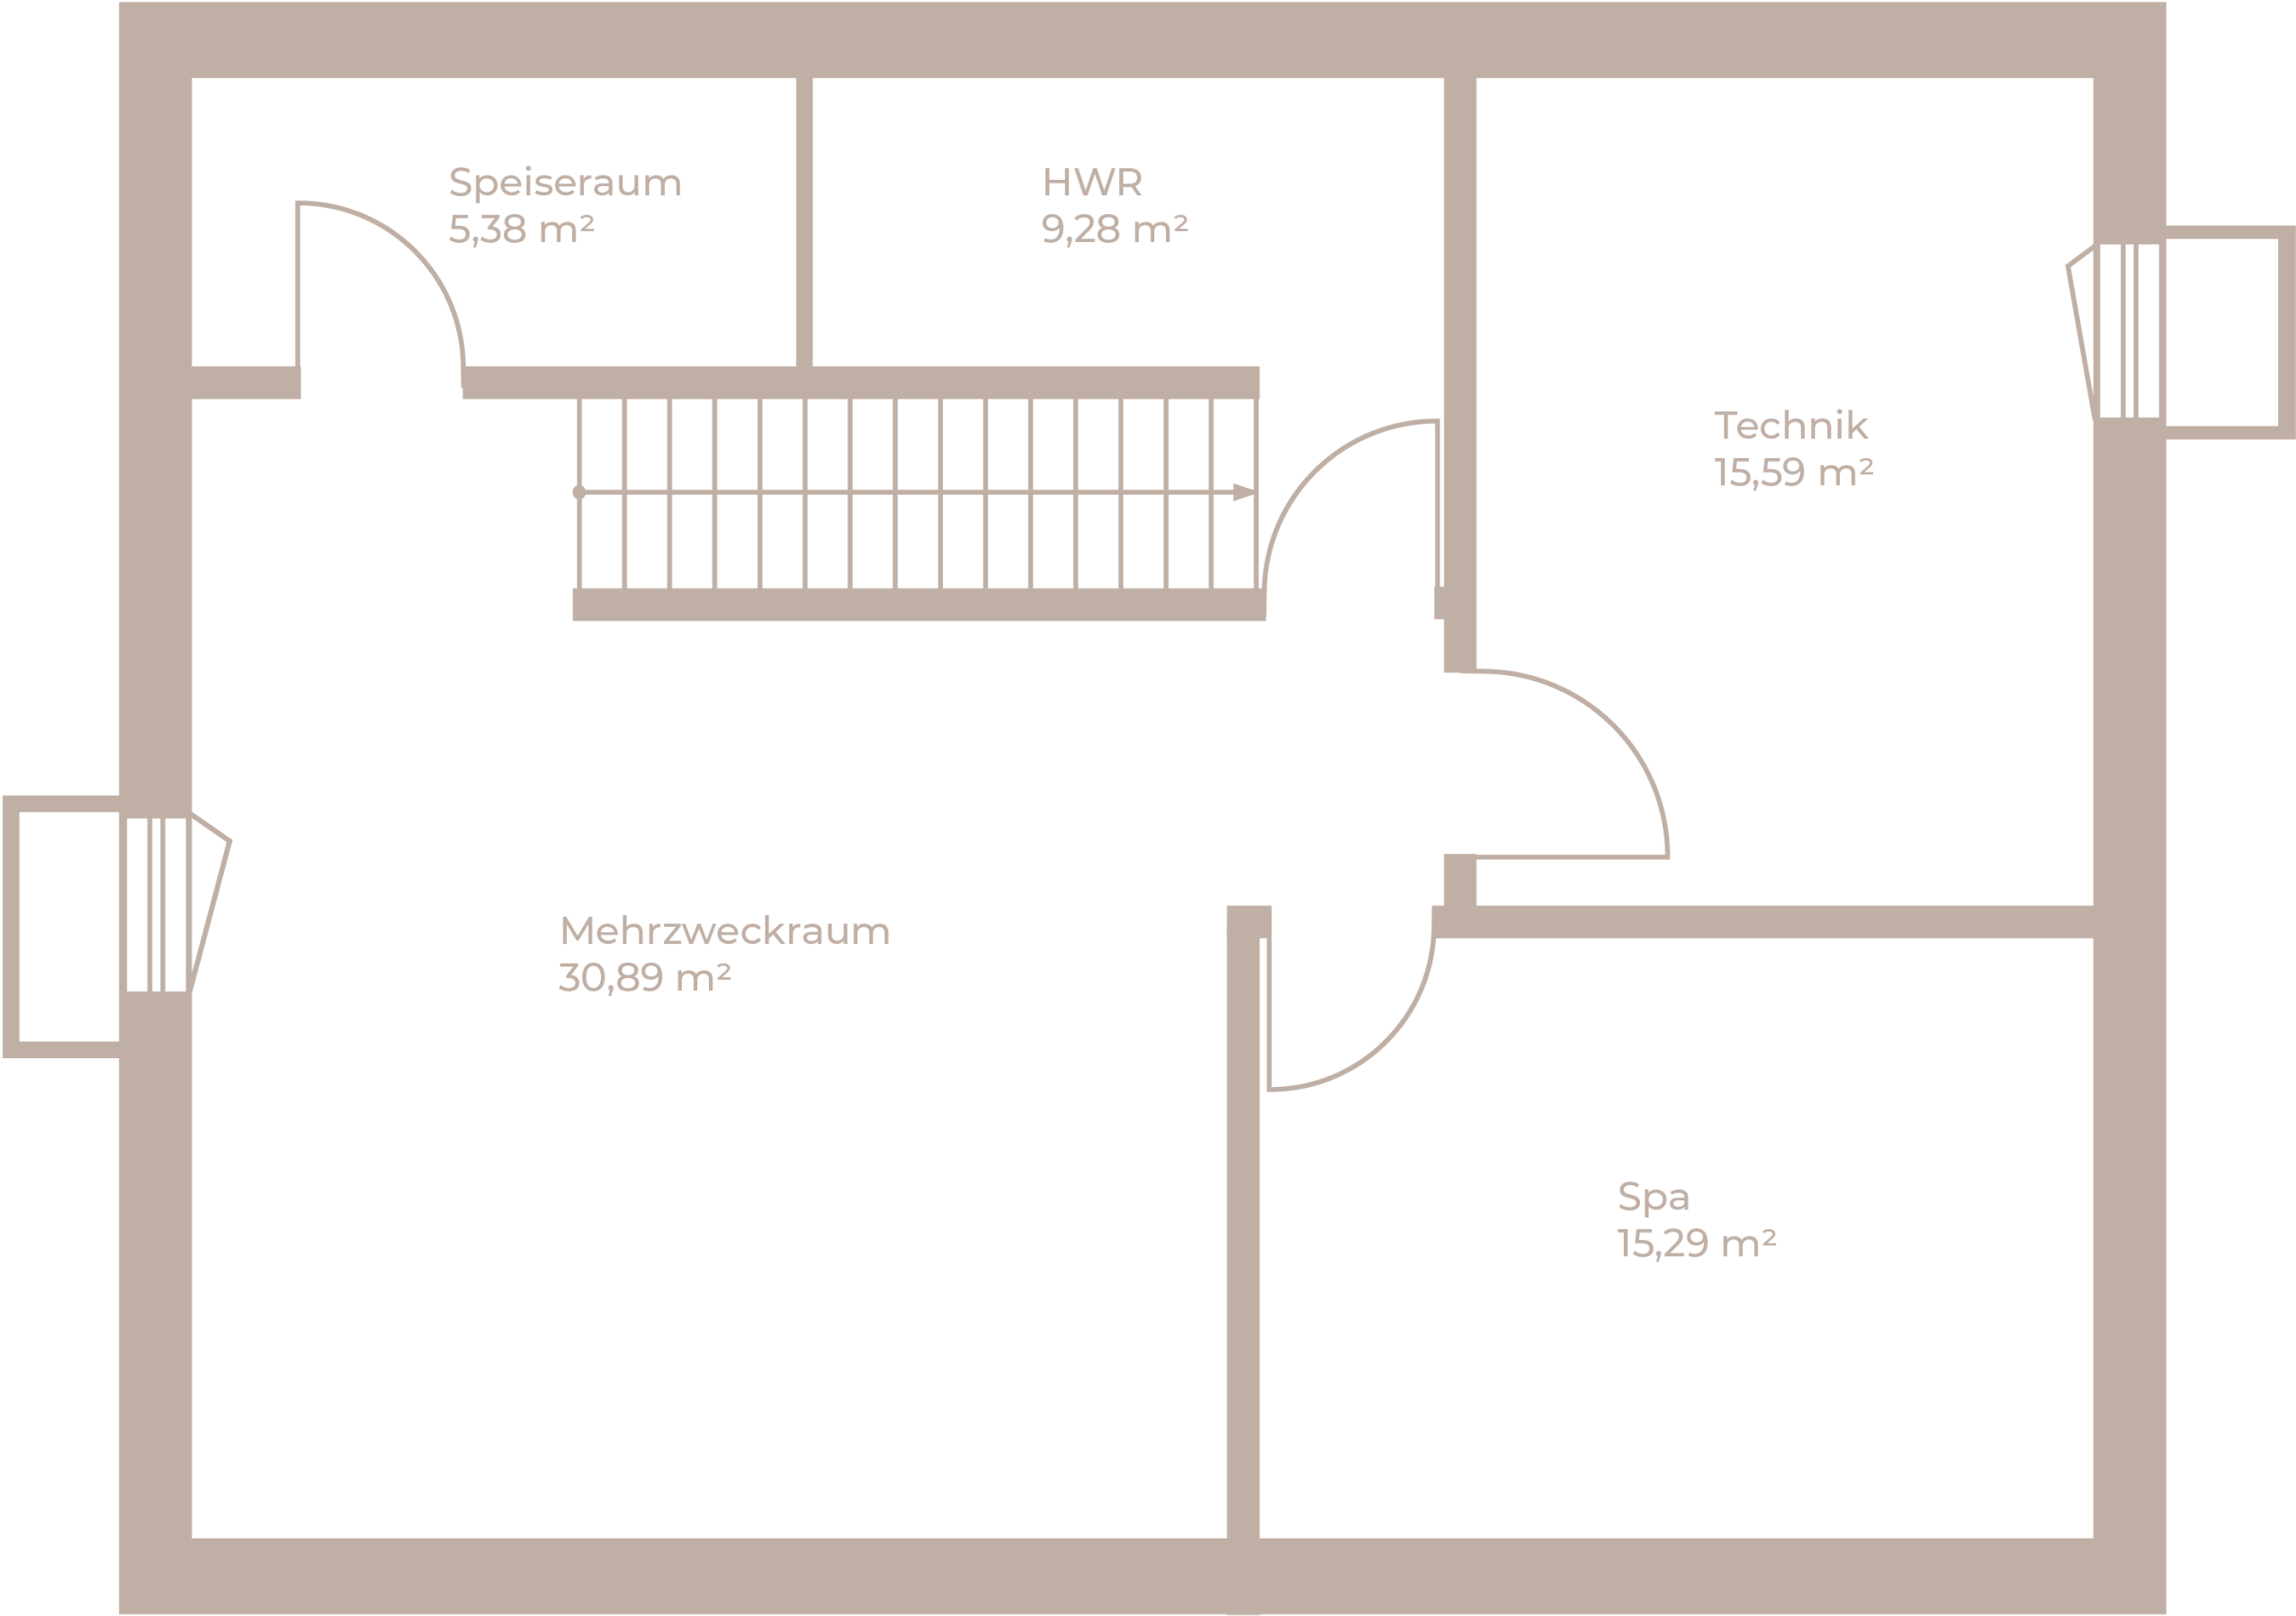 Speiseraum
5,38 m²
HWR
9,28 m²
Technik
15,59 m²
Mehrzweckraum
30,89 m²
Spa
15,29 m²